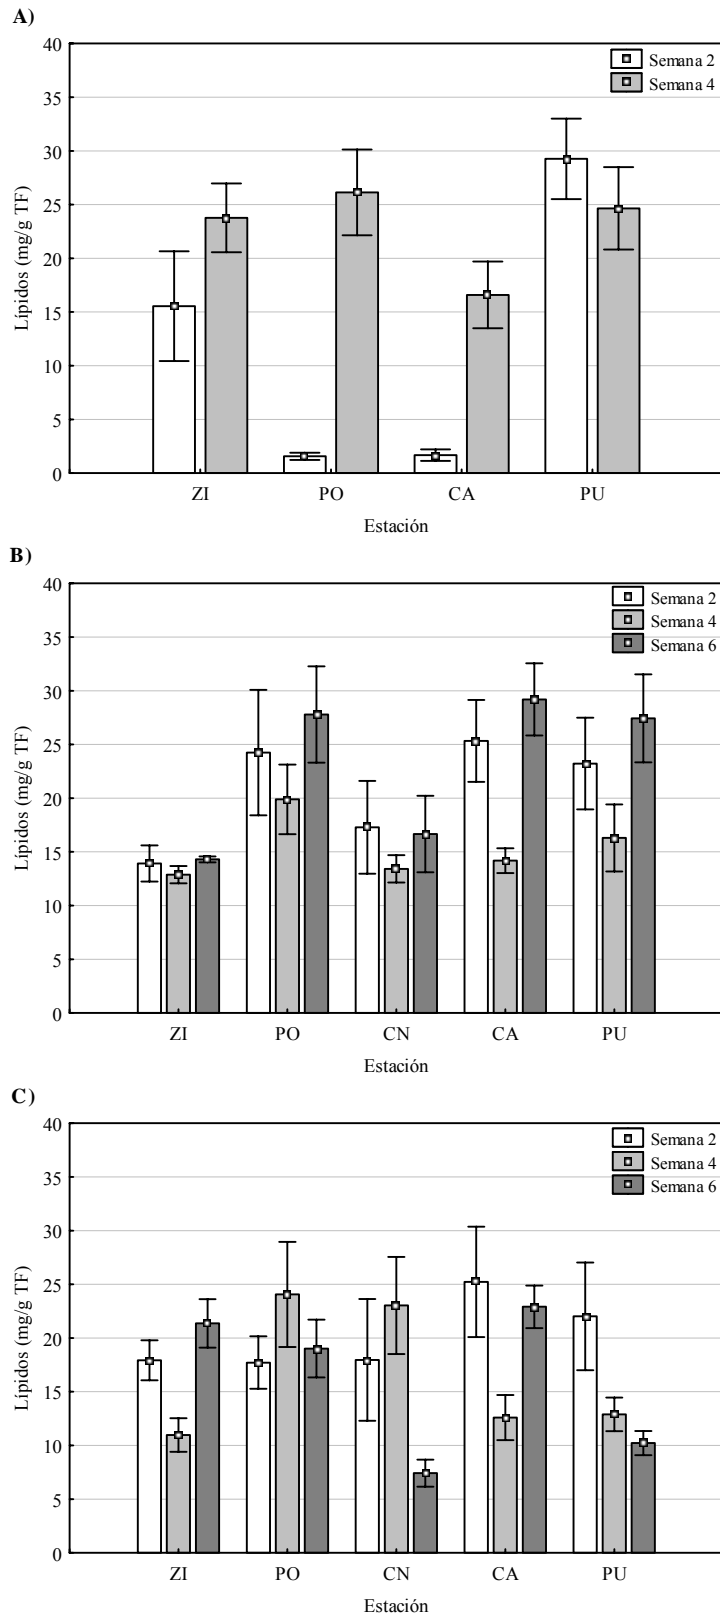 A)
40
35
30
25
20
15
10
5
0
Lípidos (mg/g TF)
Semana 2
Semana 4
ZI PO CA PU
Estación
B)
40
35
30
25
20
15
10
5
0
Lípidos (mg/g TF)
Semana 2
Semana 4
Semana 6
ZI PO CN CA PU
Estación
C)
40
35
30
25
20
15
10
5
0
Lípidos (mg/g TF)
Semana 2
Semana 4
Semana 6
ZI PO CN CA PU
Estación